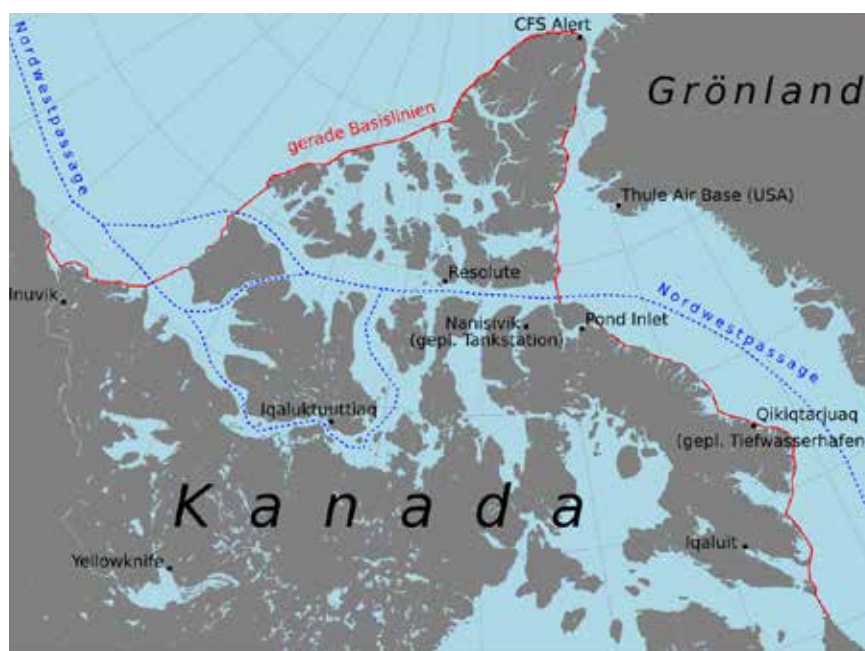 CFS Alert
Nordwestpassage
Grönland
gerade Basislinien
Thule Air Base (USA)
Resolute
Inuvik
Nordwestpassage
Nanisivik
(gepl. Tankstation)
Pond Inlet
Iqaluktuuttiaq
Qikiqtarjuaq
(gepl. Tiefwasserhafen
Kanada
Iqaluit
Yellowknife